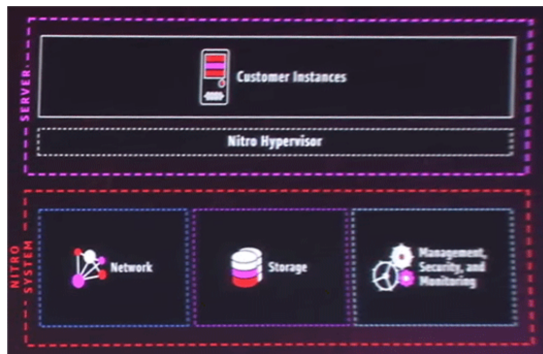 SERVER
Customer Instances
Nitro Hypervisor
NITRO
SYSTEM
Network
Storage
Management,
Security, and
Monitoring